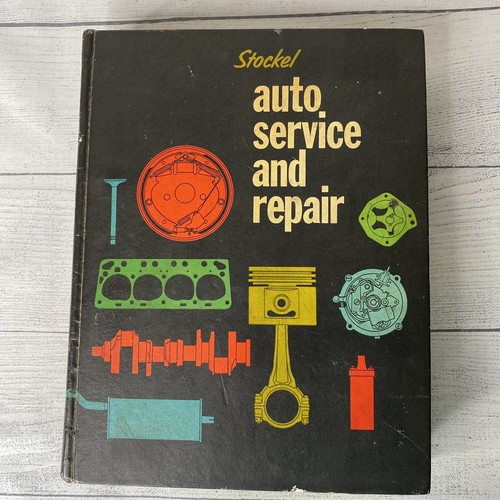 Stockel
auto
service
and
repair